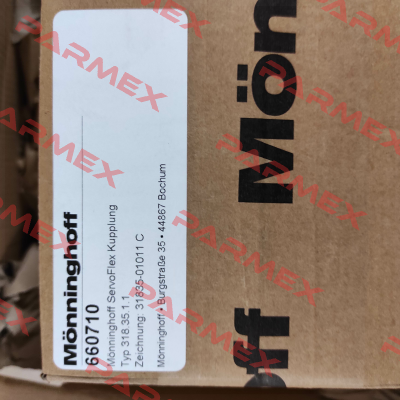 Mönninghoff
660710
Mönninghoff ServoFlex Kupplung
Typ 318.35.1.1
Zeichnung: 31835-01011 C
Mönninghoff • Burgstraße 35 • 44867 Bochum
Mön
off
PARMEX
PARMEX
PARMEX
PARMEX
PARMEX